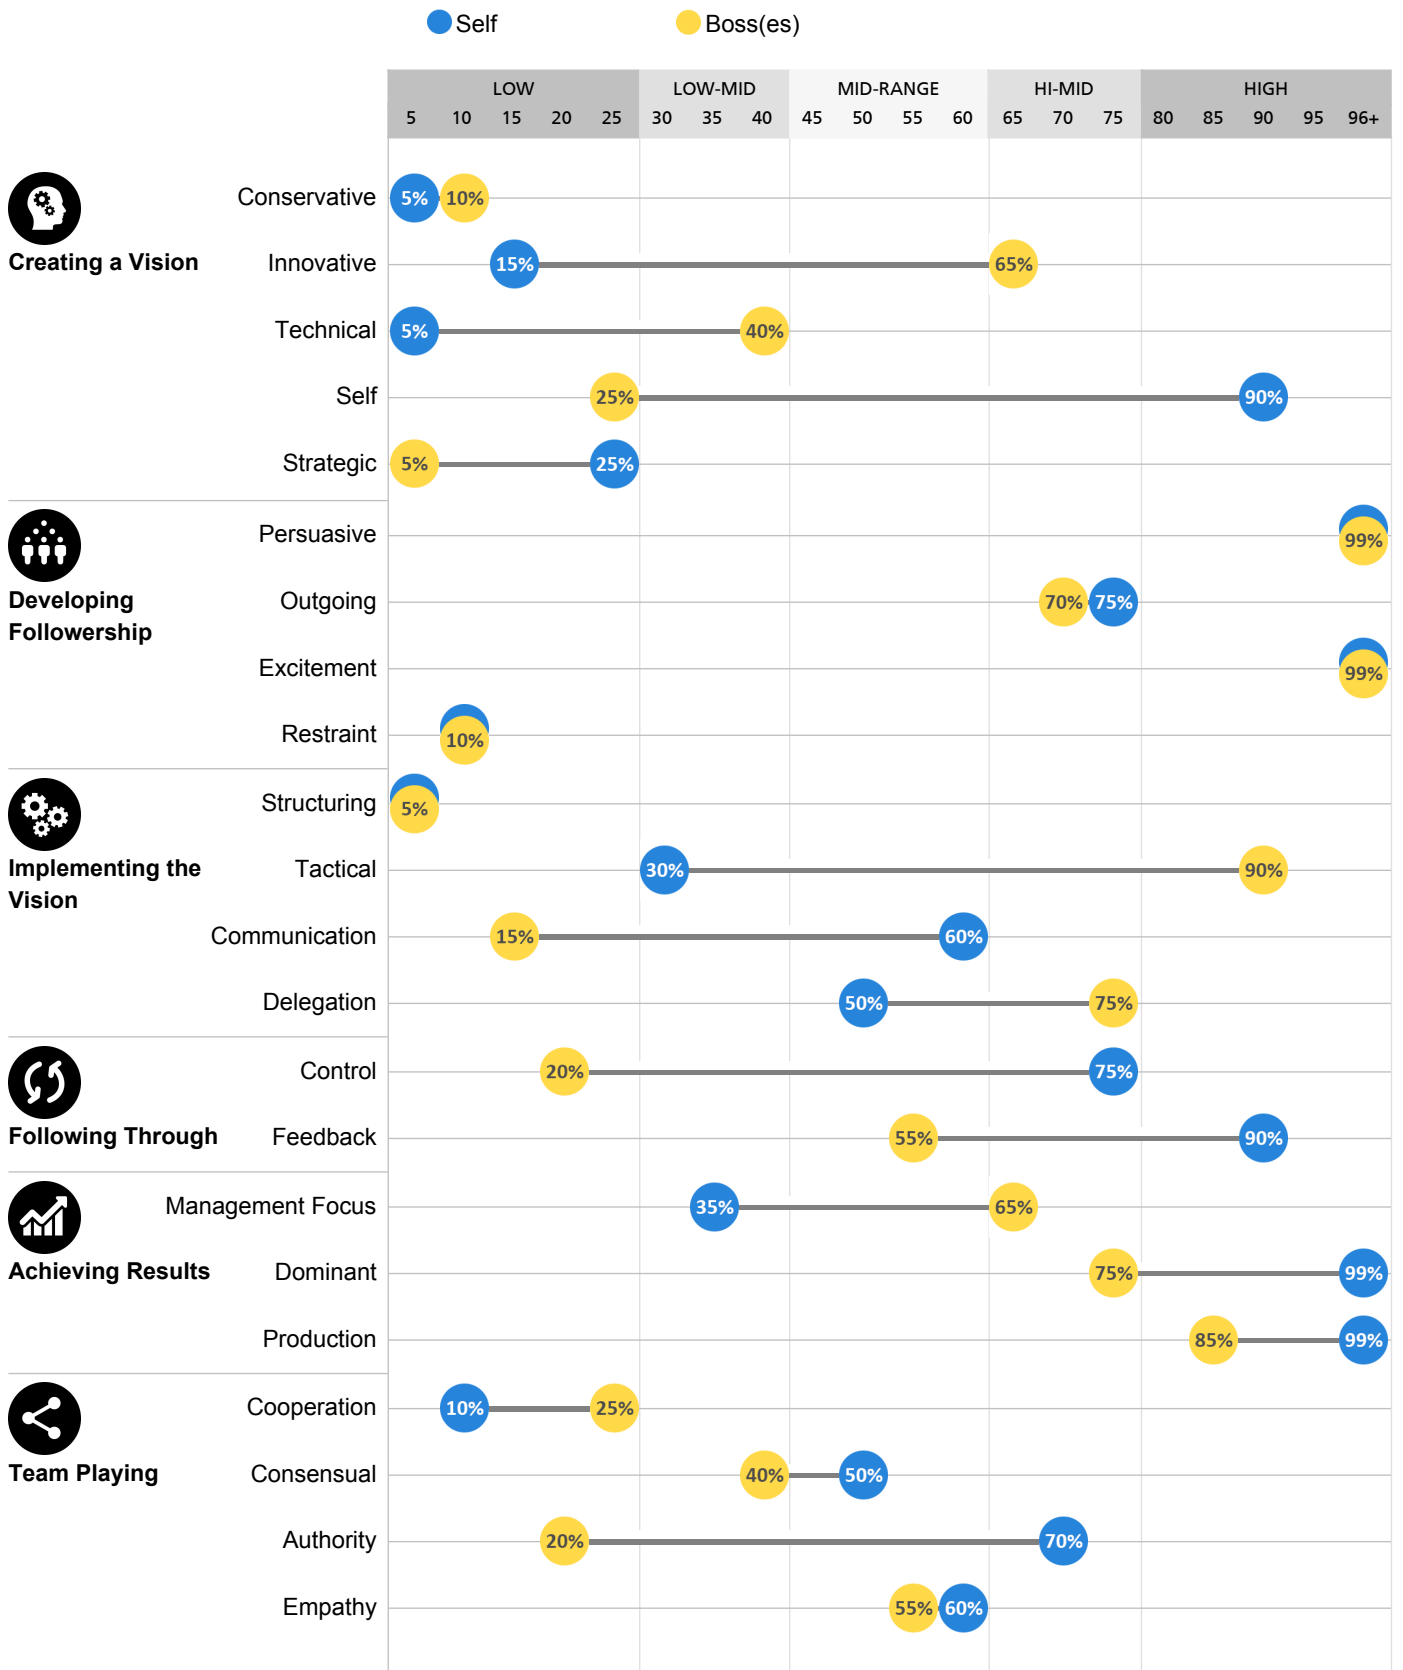 Self Boss(es)
LOW LOW-MID MID-RANGE HI-MID HIGH
5 10 15 20 25 30 35 40 45 50 55 60 65 70 75 80 85 90 95 96+
Creating a Vision
Conservative 5% 10%
Innovative 15% 65%
Technical 5% 40%
Self 25% 90%
Strategic 5% 25%
Developing
Followership
Persuasive 99%
Outgoing 70% 75%
Excitement 99%
Restraint 10%
Implementing the
Vision
Structuring 5%
Tactical 30% 90%
Communication 15% 60%
Delegation 50% 75%
Following Through
Control 20% 75%
Feedback 55% 90%
Achieving Results
Management Focus 35% 65%
Dominant 75% 99%
Production 85% 99%
Team Playing
Cooperation 10% 25%
Consensual 40% 50%
Authority 20% 70%
Empathy 55% 60%